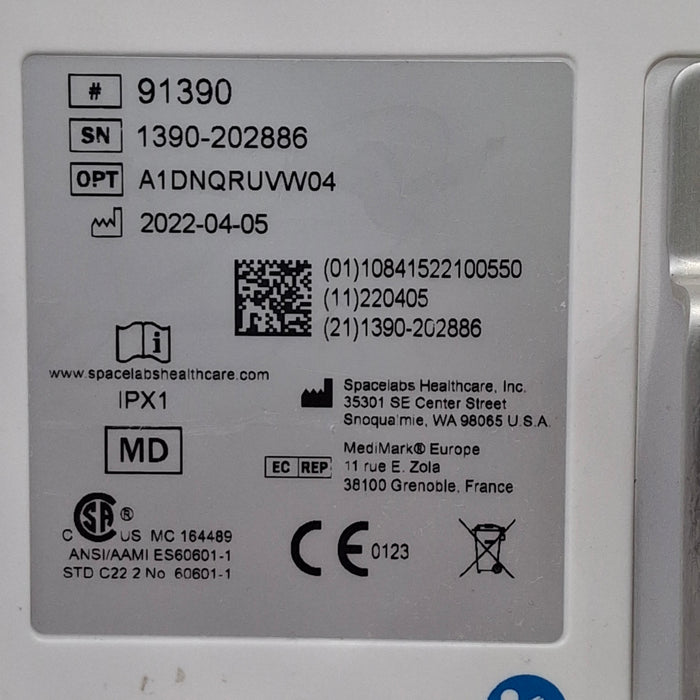 # 91390
SN 1390-202886
OPT A1DNQRUVW04
2022-04-05
(01)10841522100550
(11)220405
(21)1390-202886
i
www.spacelabshealthcare.com
IPX1
MD
Spacelabs Healthcare, Inc.
35301 SE Center Street
Snoqualmie, WA 98065 U.S.A.
EC REP
MediMark® Europe
11 rue E. Zola
38100 Grenoble, France
C SA ® US MC 164489
ANSI/AAMI ES60601-1
STD C22 2 No 60601-1
CE 0123